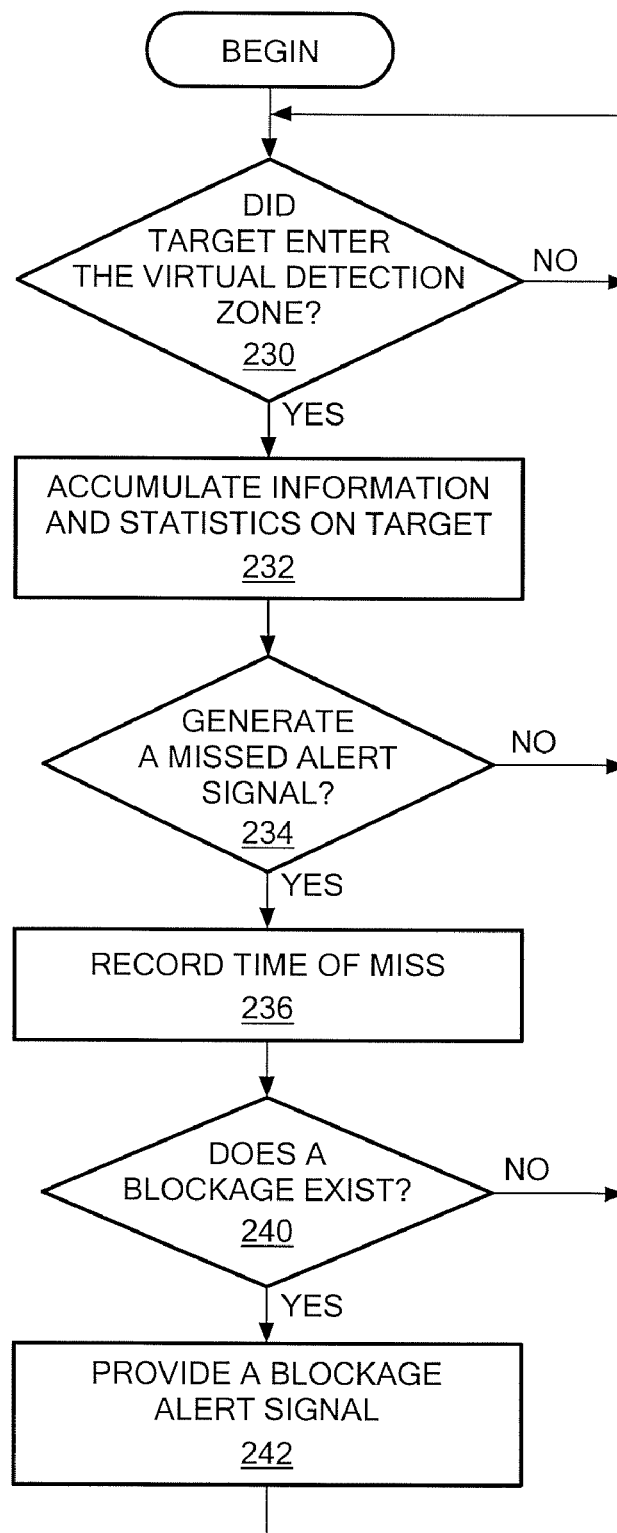 BEGIN
DID
TARGET ENTER
THE VIRTUAL DETECTION
ZONE?
230
NO
YES
ACCUMULATE INFORMATION
AND STATISTICS ON TARGET
232
GENERATE
A MISSED ALERT
SIGNAL?
234
NO
YES
RECORD TIME OF MISS
236
DOES A
BLOCKAGE EXIST?
240
NO
YES
PROVIDE A BLOCKAGE
ALERT SIGNAL
242